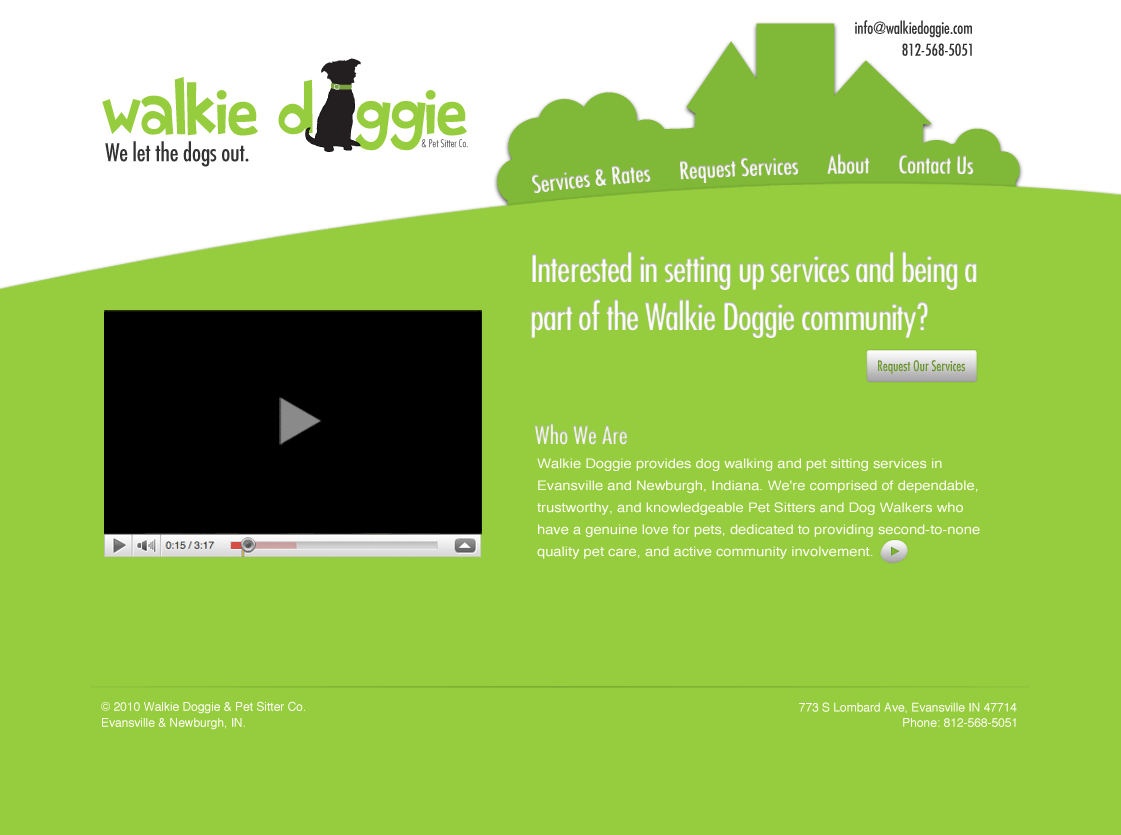 info@walkiedoggie.com
812-568-5051
walkie doggie
& Pet Sitter Co.
We let the dogs out.
Services & Rates Request Services About Contact Us
Interested in setting up services and being a
part of the Walkie Doggie community?
Request Our Services
Who We Are
Walkie Doggie provides dog walking and pet sitting services in
Evansville and Newburgh, Indiana. We're comprised of dependable,
trustworthy, and knowledgeable Pet Sitters and Dog Walkers who
have a genuine love for pets, dedicated to providing second-to-none
quality pet care, and active community involvement.
0:15 / 3:17
© 2010 Walkie Doggie & Pet Sitter Co.
Evansville & Newburgh, IN.
773 S Lombard Ave, Evansville IN 47714
Phone: 812-568-5051